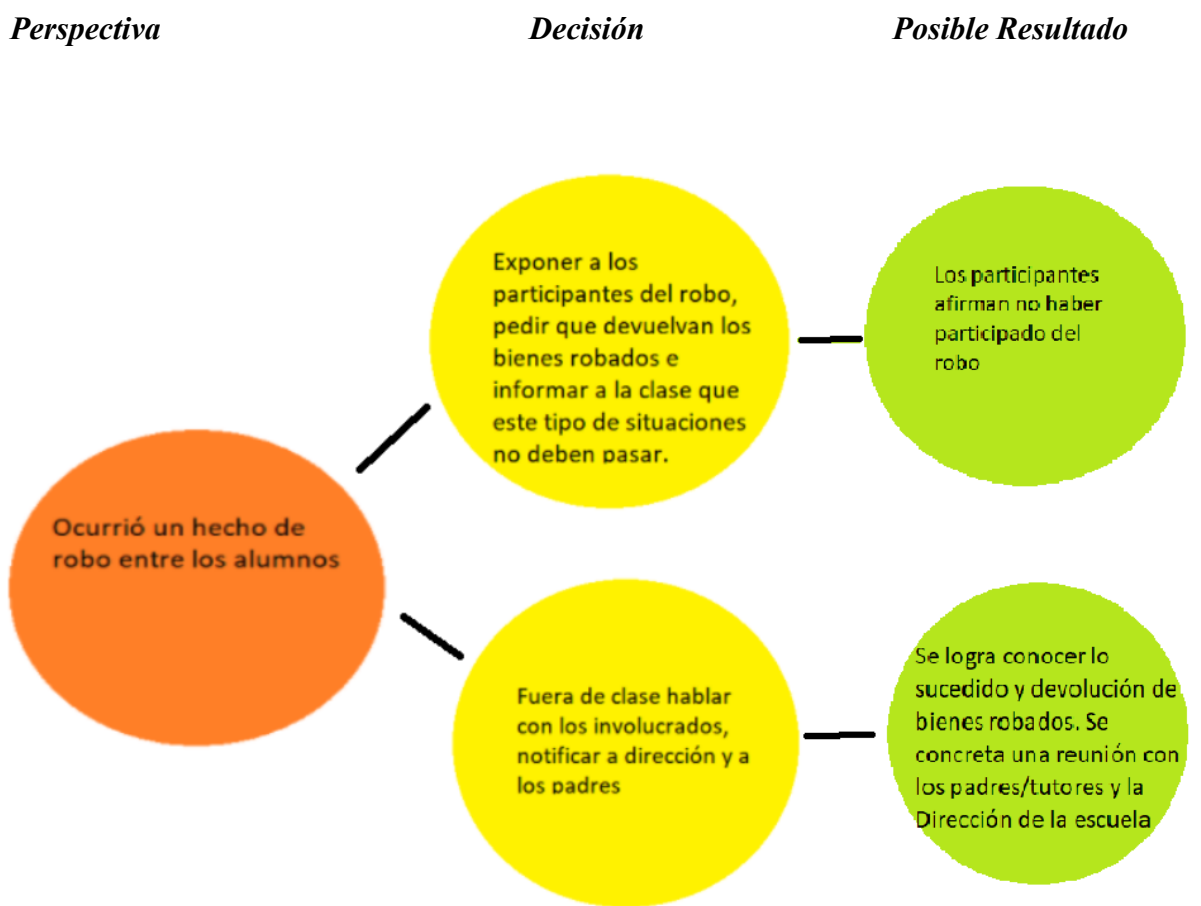 Perspectiva
Decisión
Posible Resultado
Exponer a los
participantes del robo,
pedir que devuelvan los
bienes robados e
informar a la clase que
este tipo de situaciones
no deben pasar.
Los participantes
afirman no haber
participado del
robo
Ocurrió un hecho de
robo entre los alumnos
Fuera de clase hablar
con los involucrados,
notificar a dirección y a
los padres
Se logra conocer lo
sucedido y devolución de
bienes robados. Se
concreta una reunión con
los padres/tutores y la
Dirección de la escuela